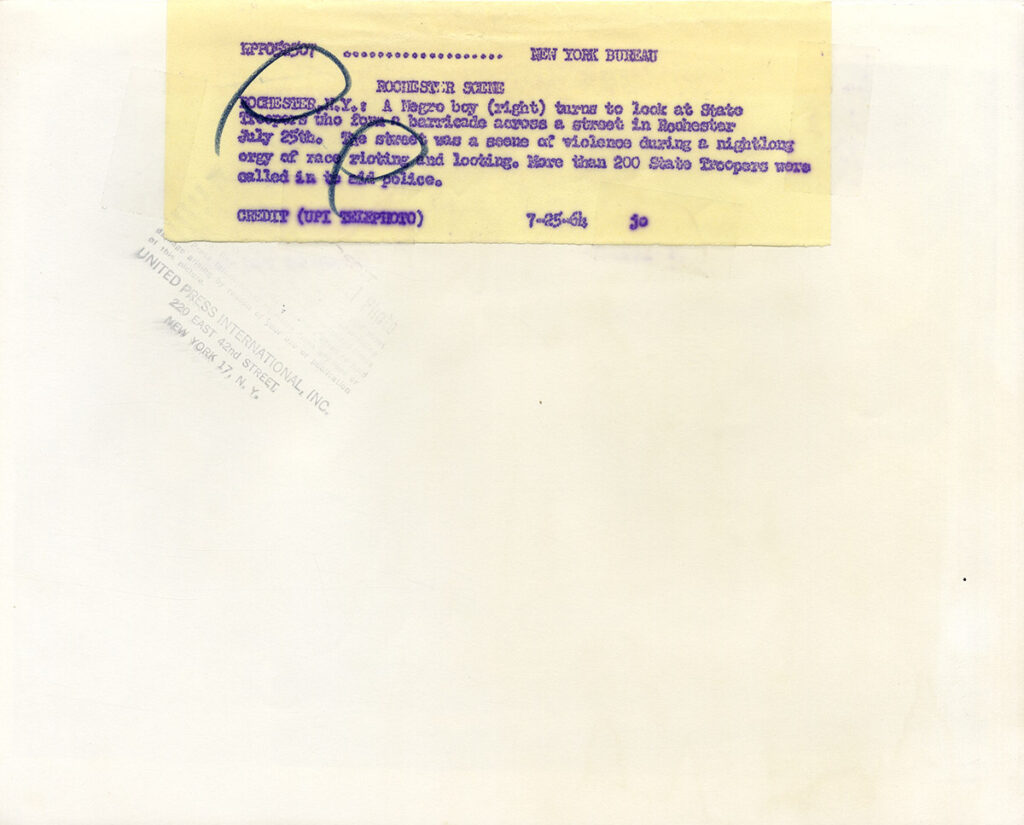 NEW YORK BUREAU
ROCHESTER SCENE
ROCHESTER N.Y.: A Negro boy (right) turns to look at State
Troopers who form a barricade across a street in Rochester
July 25th. The street was a scene of violence during a nightlong
orgy of race rioting and looting. More than 200 State Troopers were
called in to aid police.
CREDIT (UPI TELEPHOTO) 7-25-64 jo
of this picture.
UNITED PRESS INTERNATIONAL, INC.
220 EAST 42nd STREET
NEW YORK 17, N. Y.